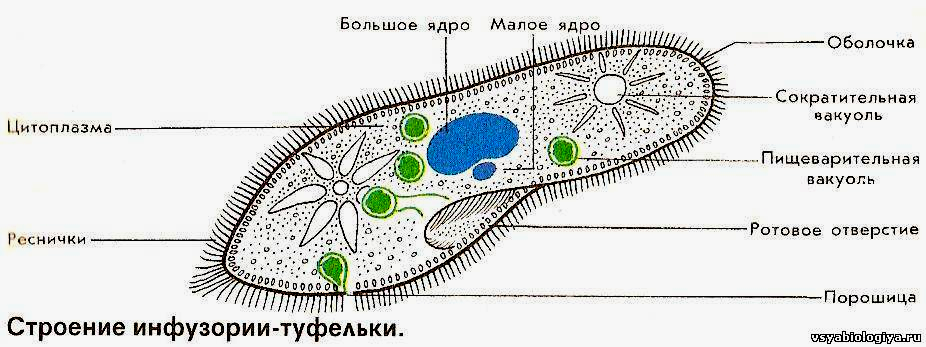 Большое ядро
Малое ядро
Оболочка
Сократительная
вакуоль
Цитоплазма
Пищеварительная
вакуоль
Ротовое отверстие
Реснички
Порошица
Строение инфузории-туфельки.
vsyabiologiya.ru